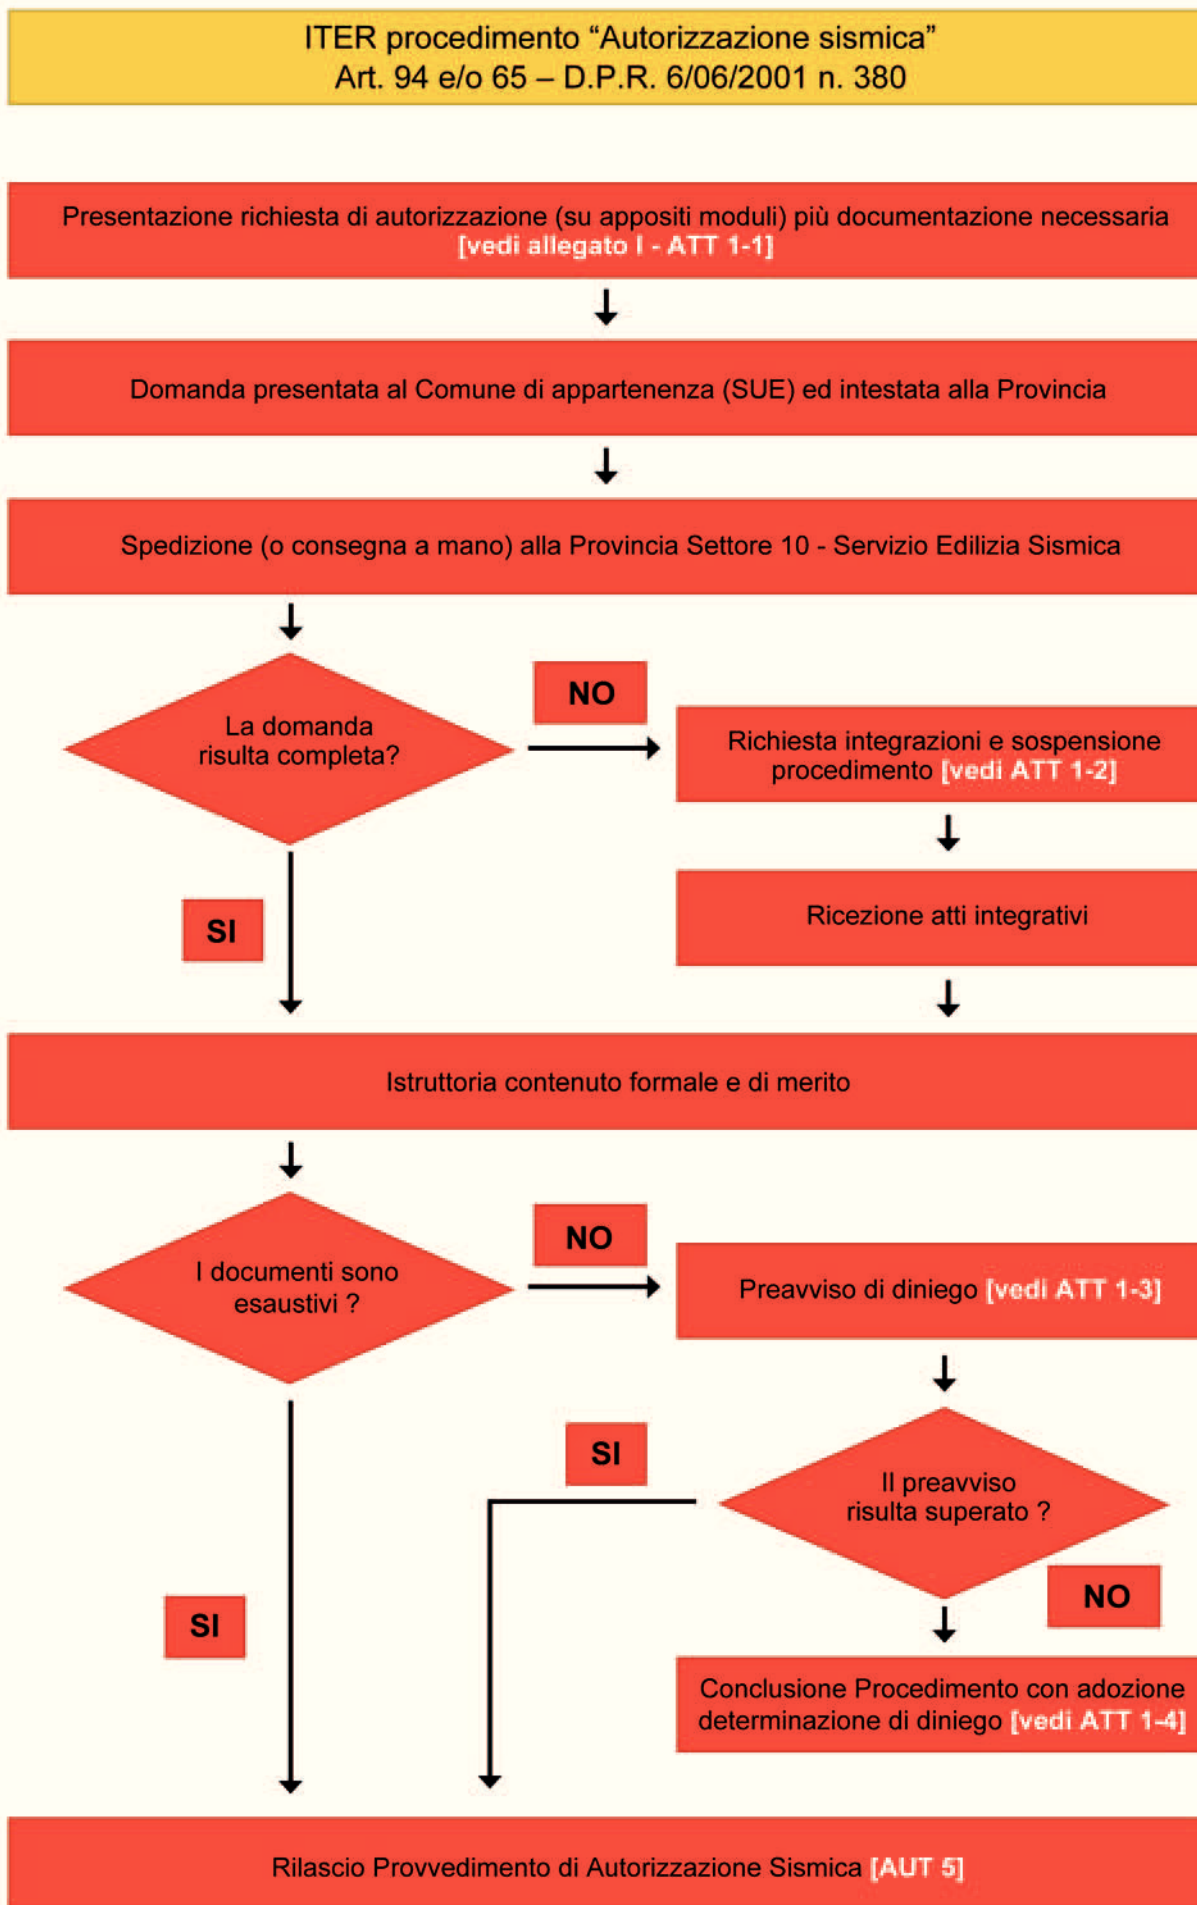 ITER procedimento “Autorizzazione sismica”
Art. 94 e/o 65 – D.P.R. 6/06/2001 n. 380
Presentazione richiesta di autorizzazione (su appositi moduli) più documentazione necessaria
[vedi allegato I - ATT 1-1]
Domanda presentata al Comune di appartenenza (SUE) ed intestata alla Provincia
Spedizione (o consegna a mano) alla Provincia Settore 10 - Servizio Edilizia Sismica
La domanda
risulta completa?
NO
Richiesta integrazioni e sospensione
procedimento [vedi ATT 1-2]
SI
Ricezione atti integrativi
Istruttoria contenuto formale e di merito
I documenti sono
esaustivi ?
NO
Preavviso di diniego [vedi ATT 1-3]
SI
Il preavviso
risulta superato ?
NO
SI
Conclusione Procedimento con adozione
determinazione di diniego [vedi ATT 1-4]
Rilascio Provvedimento di Autorizzazione Sismica [AUT 5]